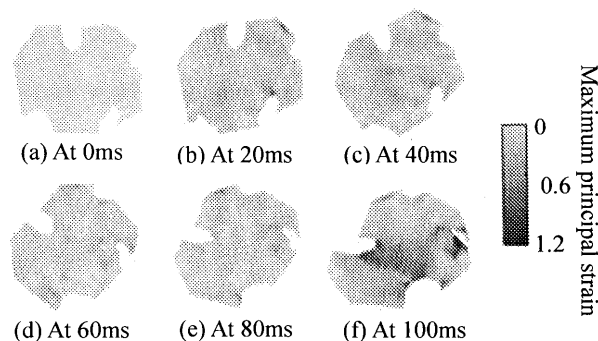 (a) At 0ms
(b) At 20ms
(c) At 40ms
(d) At 60ms
(e) At 80ms
(f) At 100ms
0
0.6
1.2
Maximum principal strain